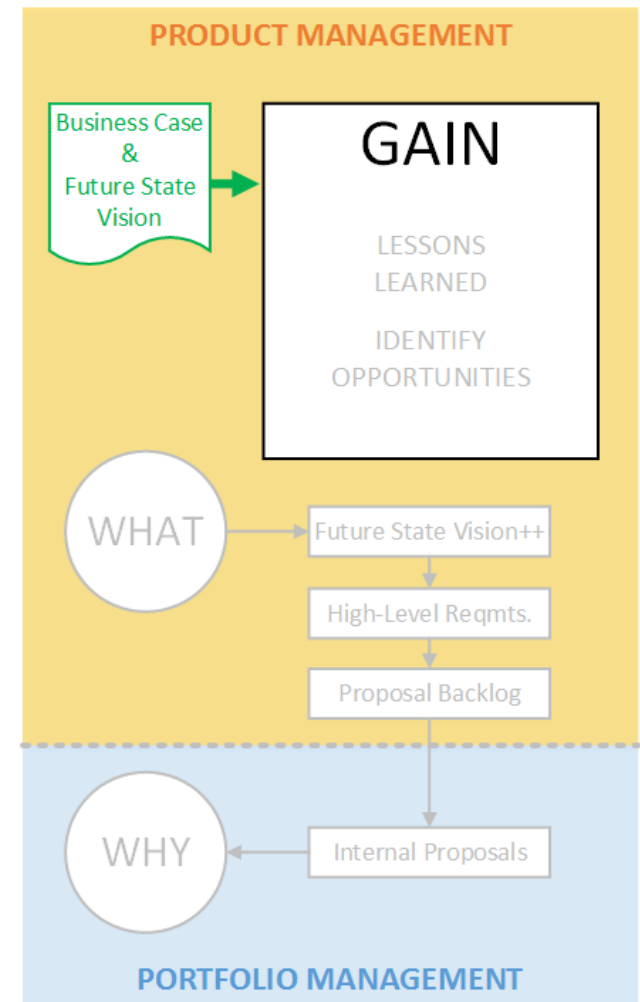 PRODUCT MANAGEMENT
Business Case
&
Future State
Vision
GAIN
LESSONS
LEARNED
IDENTIFY
OPPORTUNITIES
WHAT
Future State Vision++
High-Level Reqmts.
Proposal Backlog
WHY
Internal Proposals
PORTFOLIO MANAGEMENT